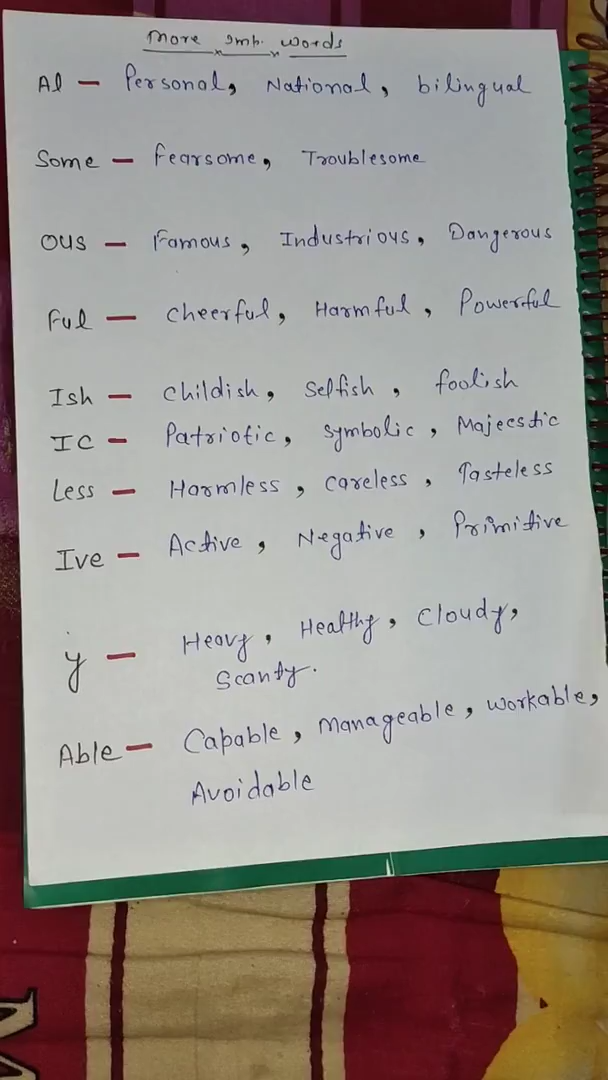 More Imp. words
Al — Personal, National, bilingual
Some — Fearsome, Troublesome
OUS — Famous, Industrious, Dangerous
Ful — Cheerful, Harmful, Powerful
Ish — Childish, Selfish, foolish
IC — Patriotic, Symbolic, Majecstic
Less — Harmless, Careless, Tasteless
Ive — Active, Negative, Primitive
y — Heavy, Healthy, Cloudy,
Scanty.
Able — Capable, Manageable, workable,
Avoidable